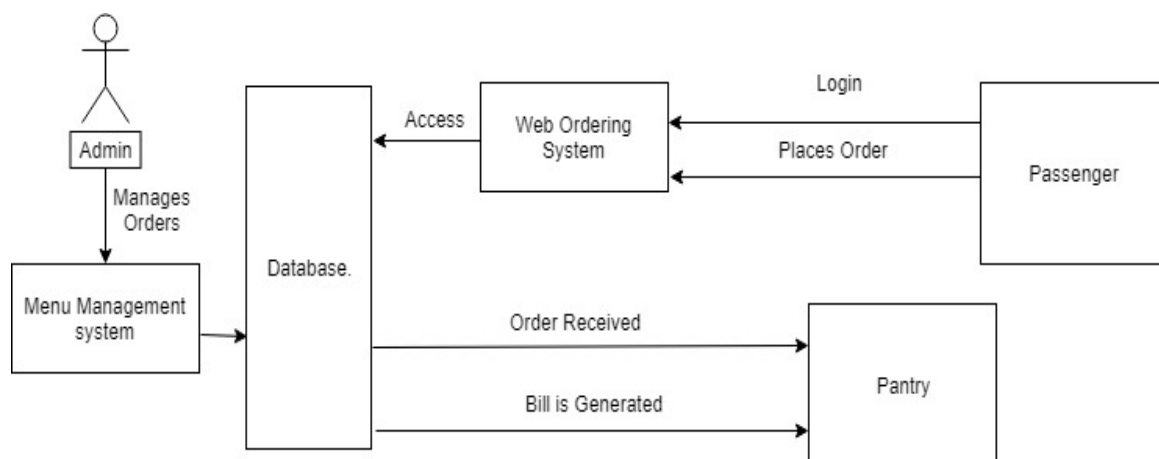 Admin
Manages
Orders
Menu Management
system
Database.
Access
Web Ordering
System
Login
Places Order
Passenger
Order Received
Bill is Generated
Pantry